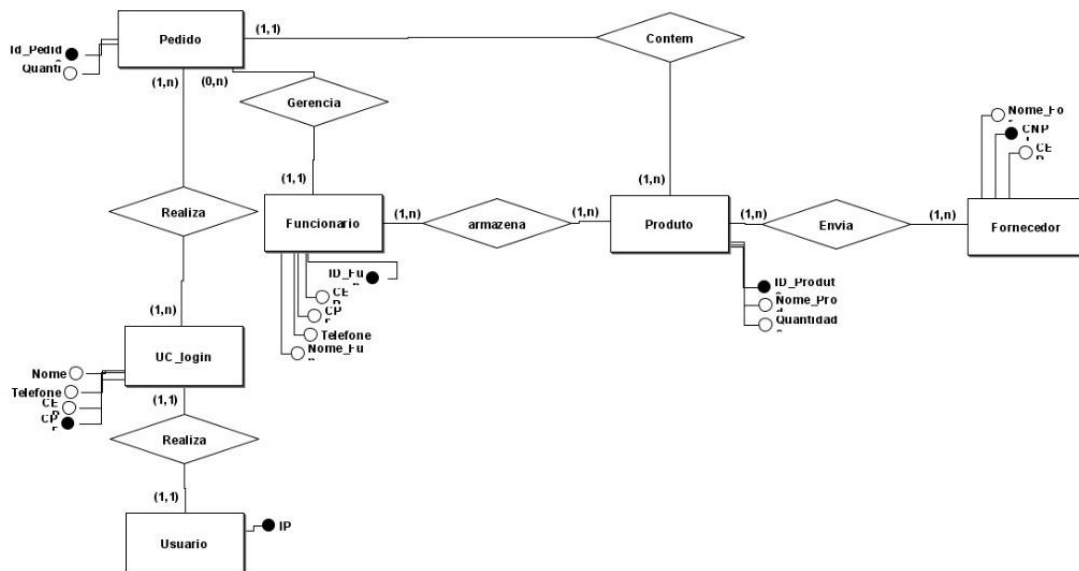 Pedido
(1,1)
Contem
Id_Pedid
Quanti
(1,n)
(0,n)
Gerencia
Nome_Fo
CNP
CE
(1,1)
(1,n)
Realiza
Funcionario
(1,n)
armazena
(1,n)
Produto
(1,n)
Envia
(1,n)
Fornecedor
ID_Fu
CE
CP
Telefone
Nome_Fu
ID_Produt
Nome_Pro
Quantidad
(1,n)
UC_login
Nome
Telefone
CE
CP
(1,1)
Realiza
(1,1)
Usuario
IP